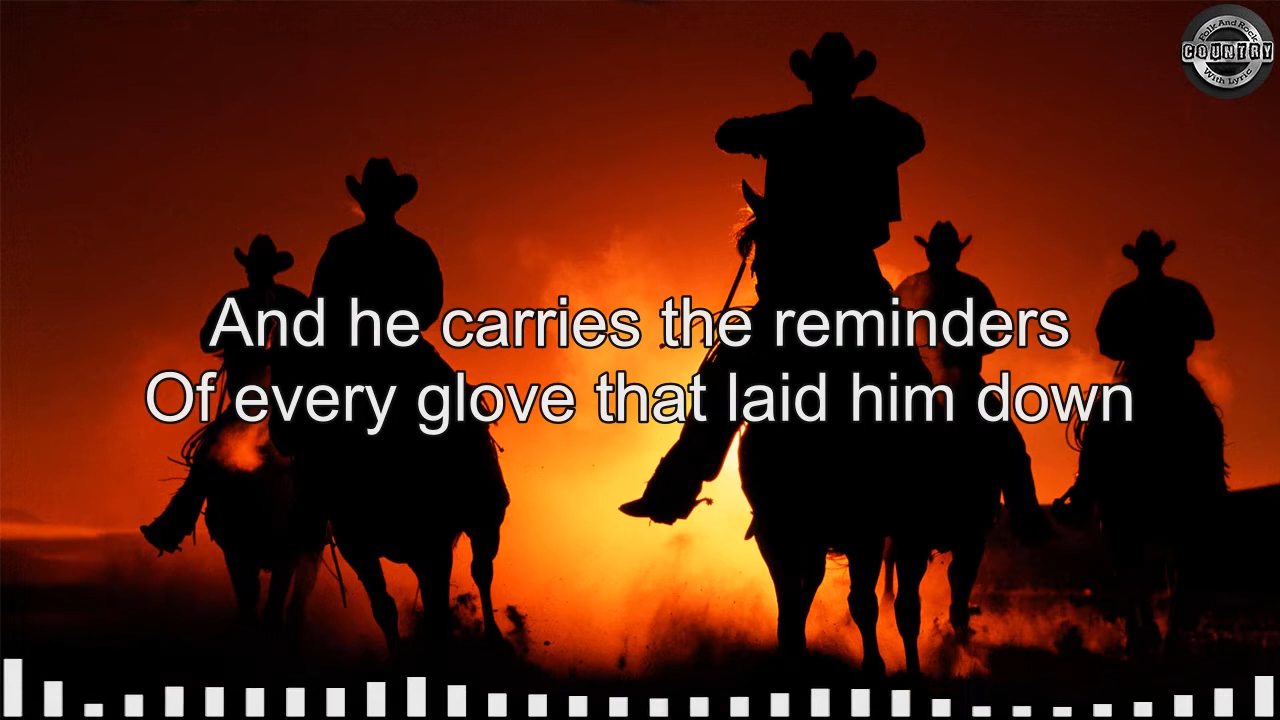 Folk And Rock
COUNTRY
With Lyric
And he carries the reminders
Of every glove that laid him down